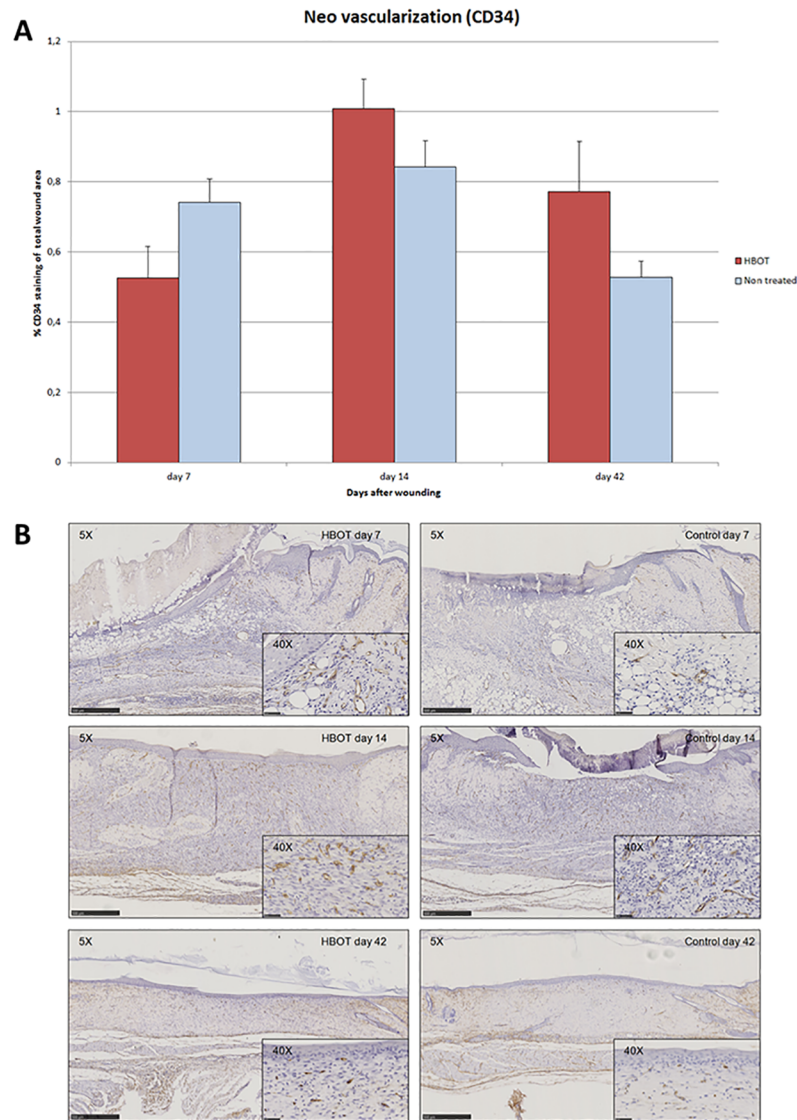 Neo vascularization (CD34)
A
1,2
1
0,8
0,6
0,4
0,2
0
% CD34 staining of total wound area
day 7
day 14
day 42
Days after wounding
HBOT
Non treated
B
5X
HBOT day 7
40X
5X
Control day 7
40X
5X
HBOT day 14
40X
5X
Control day 14
40X
5X
HBOT day 42
40X
5X
Control day 42
40X